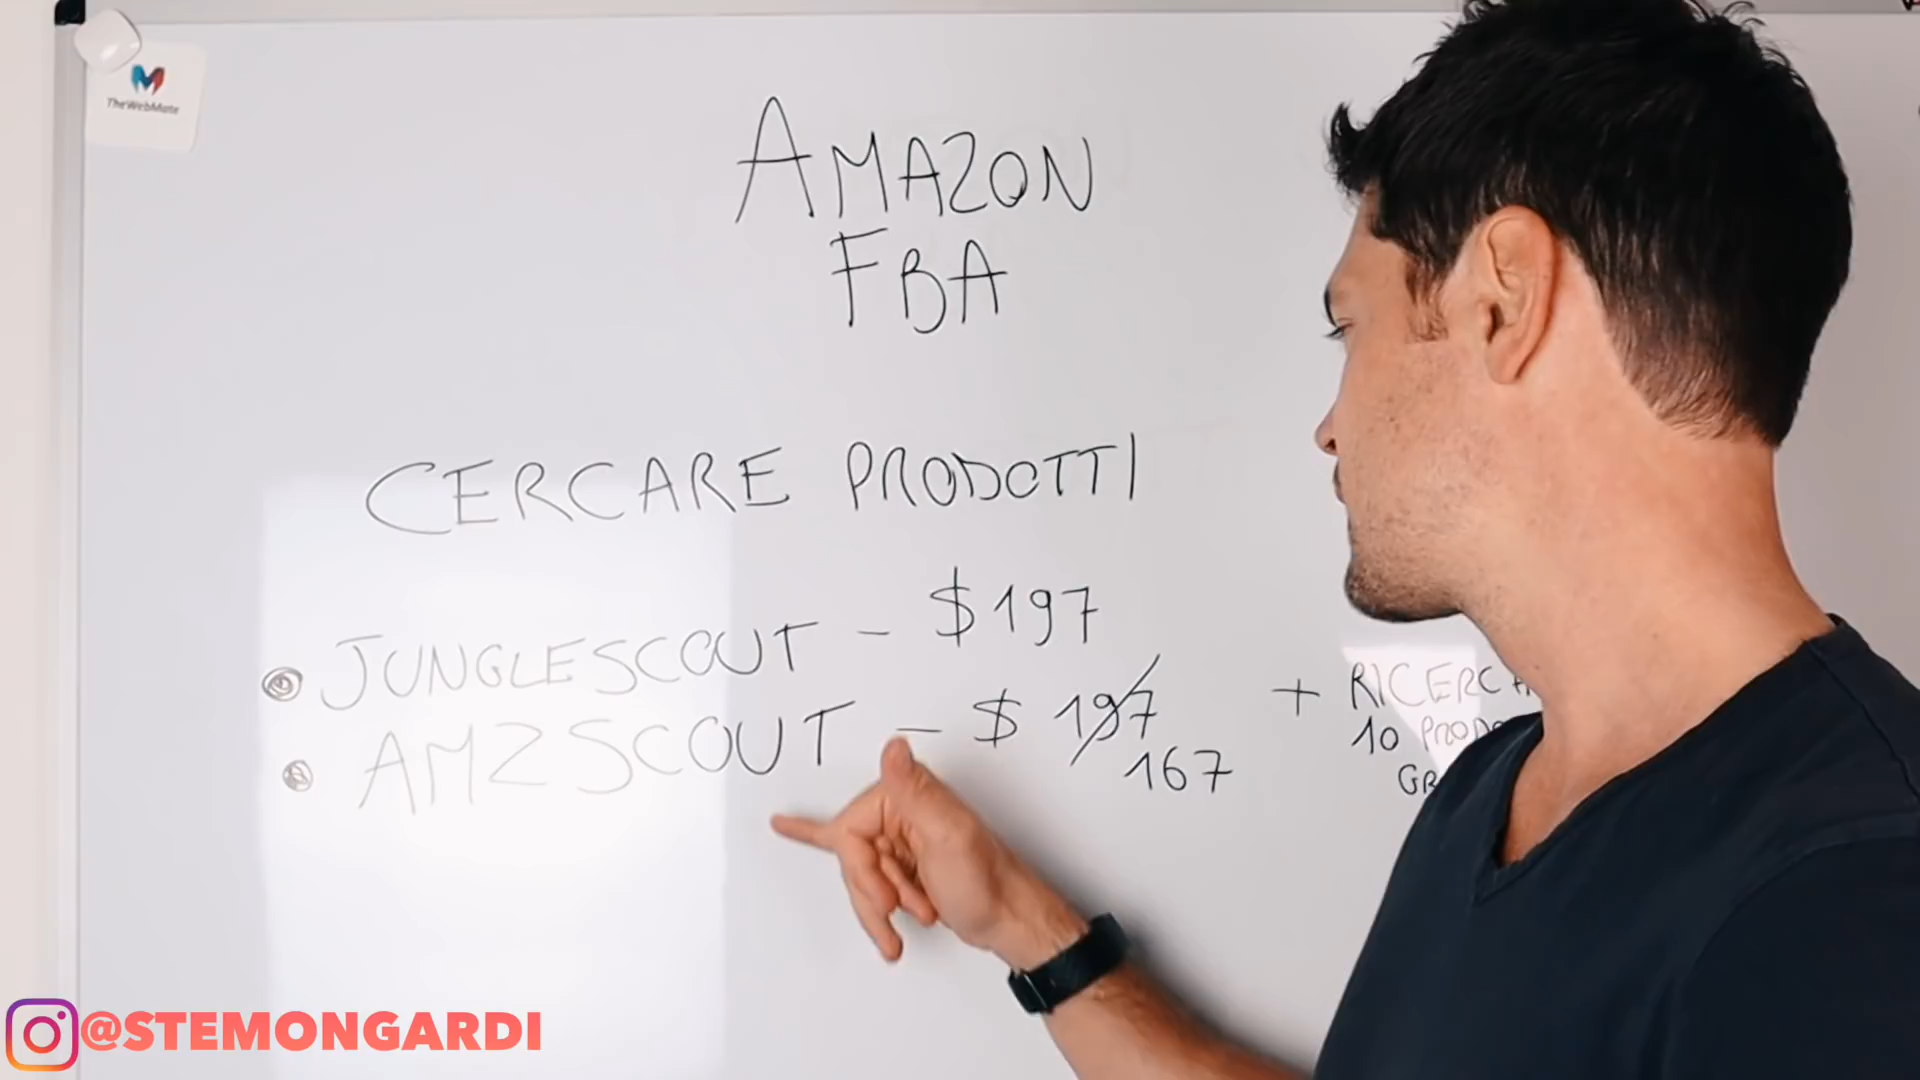 TheWebMate
AMAZON
FBA
CERCARE PRODOTTI
JUNGLESCOUT - $197
AMZSCOUT - $ 197
167
+ RICERCA
10
@STEMONGARDI